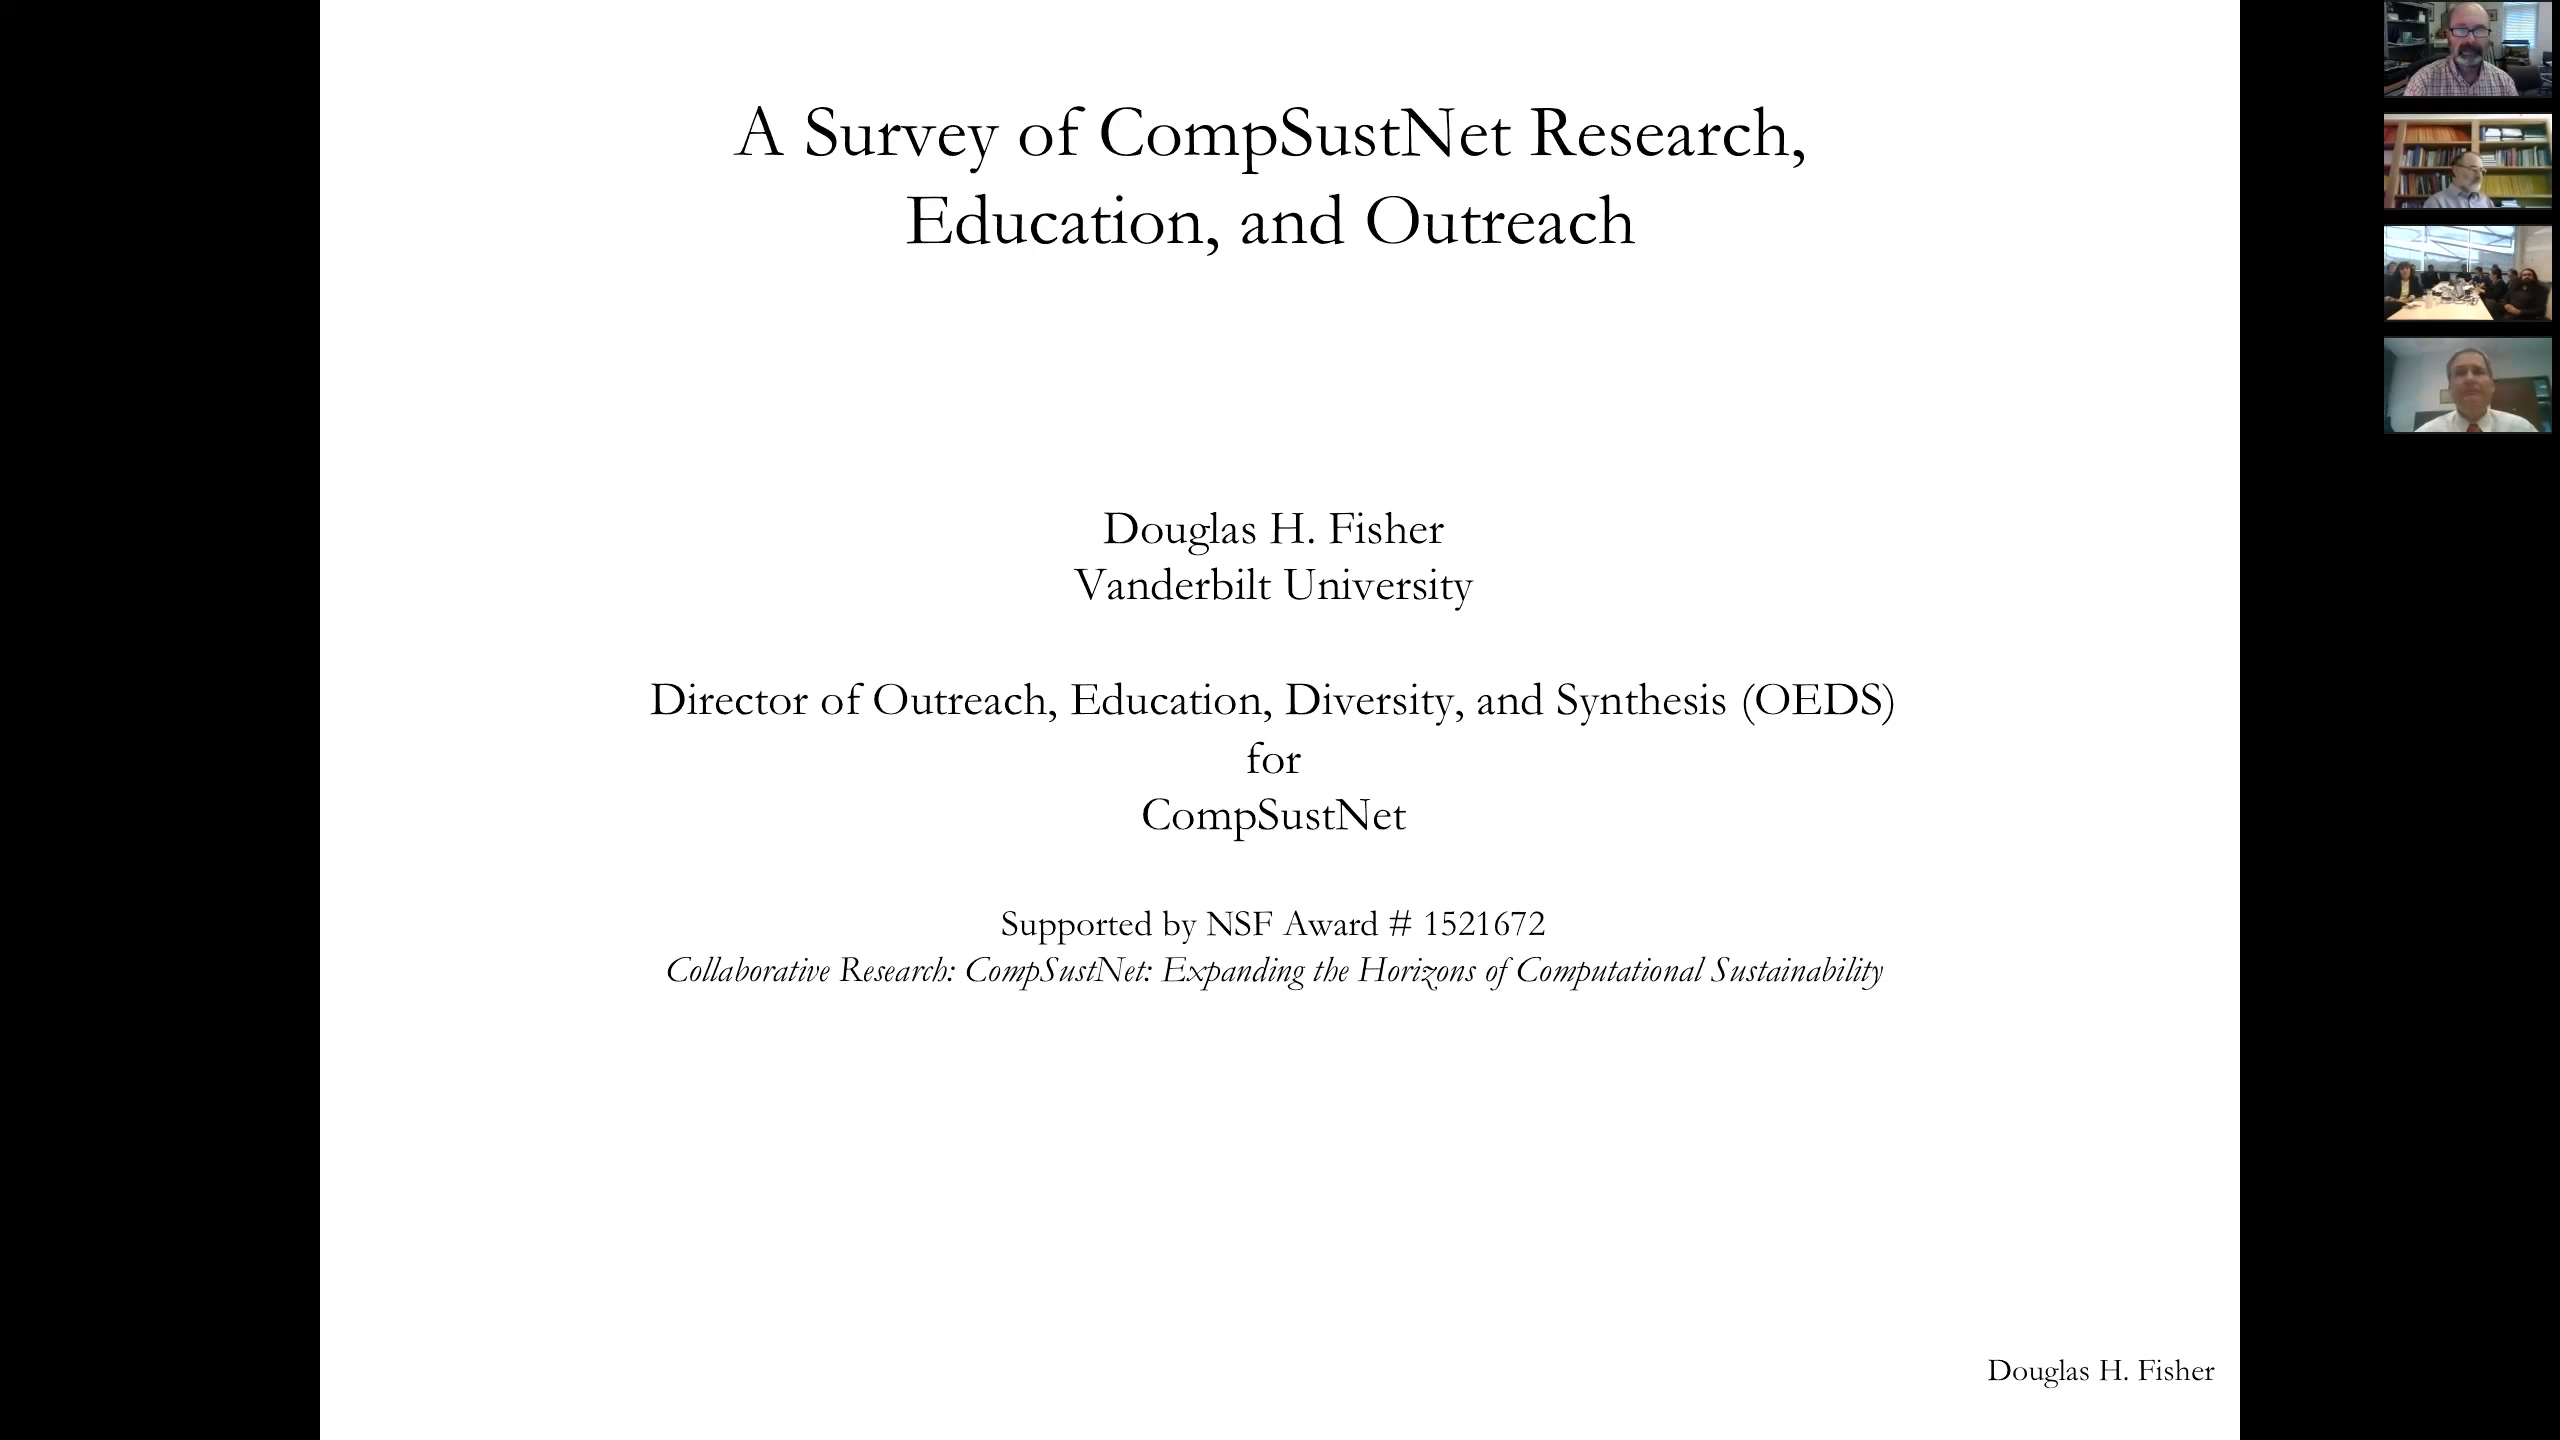 A Survey of CompSustNet Research,
Education, and Outreach
Douglas H. Fisher
Vanderbilt University
Director of Outreach, Education, Diversity, and Synthesis (OEDS)
for
CompSustNet
Supported by NSF Award # 1521672
Collaborative Research: CompSustNet: Expanding the Horizons of Computational Sustainability
Douglas H. Fisher